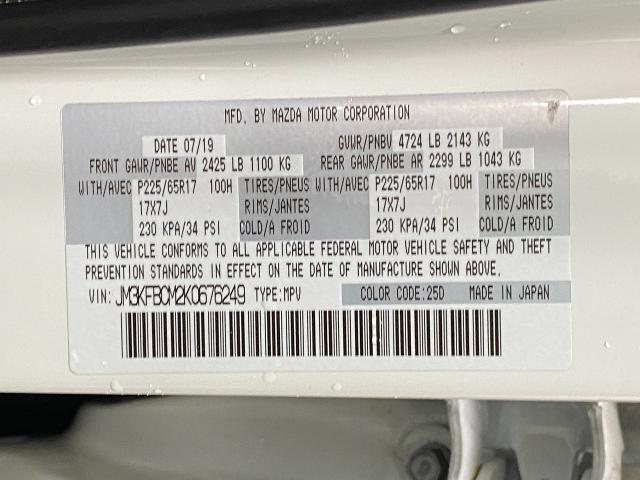 MFD. BY MAZDA MOTOR CORPORATION
DATE 07/19 GVWR/PNBV 4724 LB 2143 KG
FRONT GAWR/PNBE AV 2425 LB 1100 KG REAR GAWR/PNBE AR 2299 LB 1043 KG
WITH/AVEC P225/65R17 100H TIRES/PNEUS WITH/AVEC P225/65R17 100H TIRES/PNEUS
17X7J RIMS/JANTES 17X7J RIMS/JANTES
230 KPA/34 PSI COLD/A FROID 230 KPA/34 PSI COLD/A FROID
THIS VEHICLE CONFORMS TO ALL APPLICABLE FEDERAL MOTOR VEHICLE SAFETY AND THEFT
PREVENTION STANDARDS IN EFFECT ON THE DATE OF MANUFACTURE SHOWN ABOVE.
VIN: JM3KFBCM2K0676249 TYPE:MPV COLOR CODE:25D MADE IN JAPAN